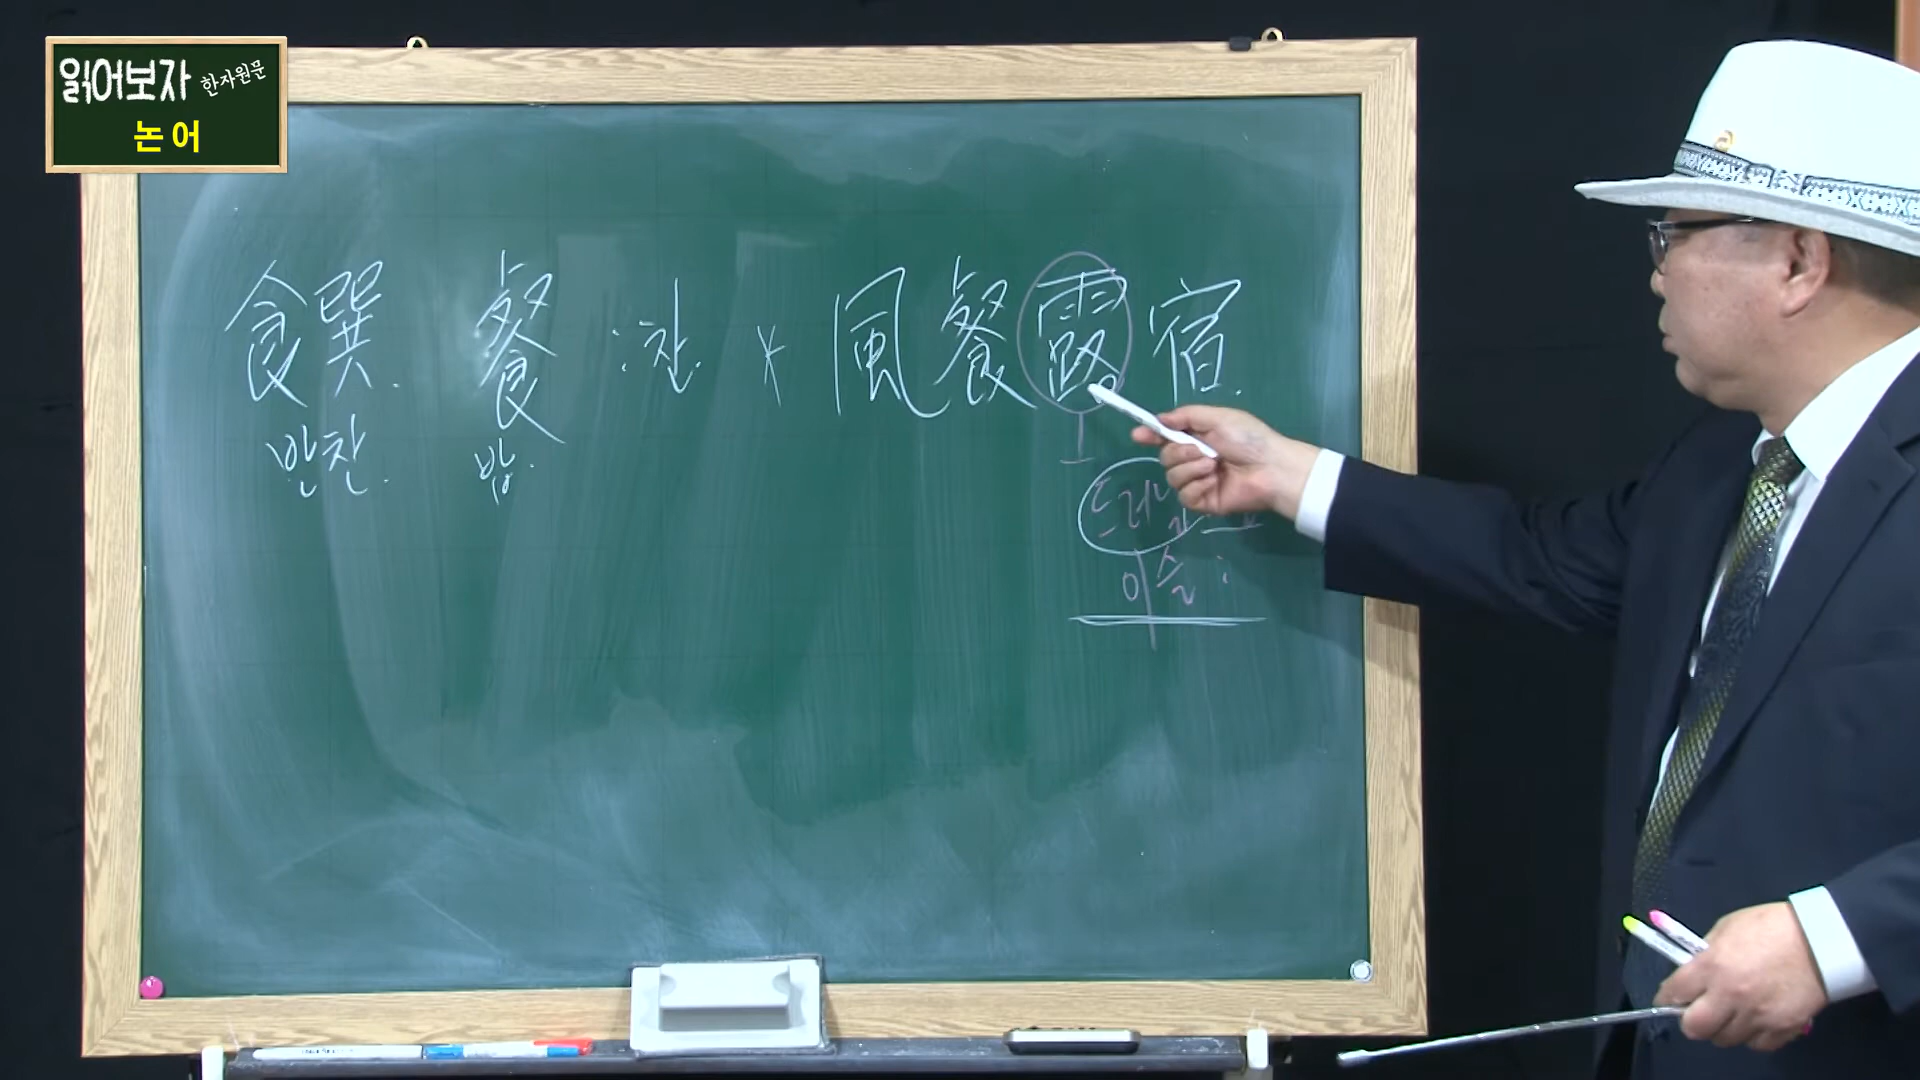 읽어보자 한자원문
논어
饌. 餐 : 찬. * 風餐露宿.
반찬. 밥.
이슬 :